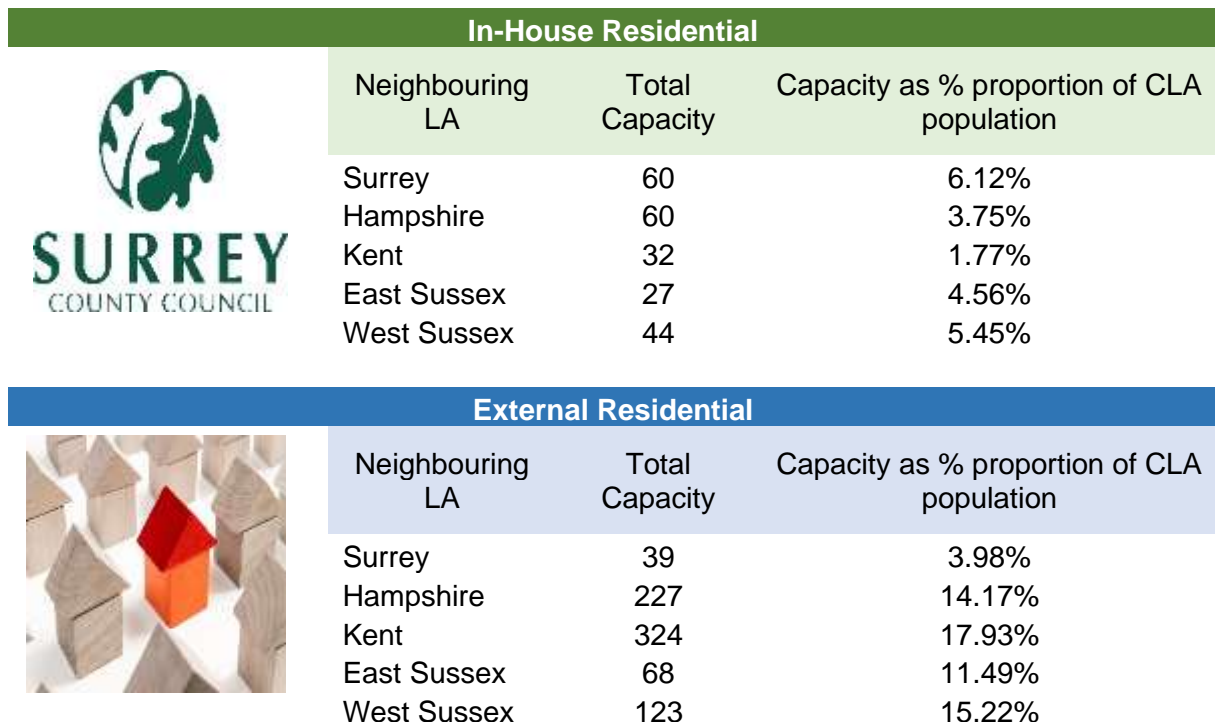 In-House Residential
SURREY
COUNTY COUNCIL
Neighbouring LA Total Capacity Capacity as % proportion of CLA population
Surrey 60 6.12%
Hampshire 60 3.75%
Kent 32 1.77%
East Sussex 27 4.56%
West Sussex 44 5.45%
External Residential
Neighbouring LA Total Capacity Capacity as % proportion of CLA population
Surrey 39 3.98%
Hampshire 227 14.17%
Kent 324 17.93%
East Sussex 68 11.49%
West Sussex 123 15.22%